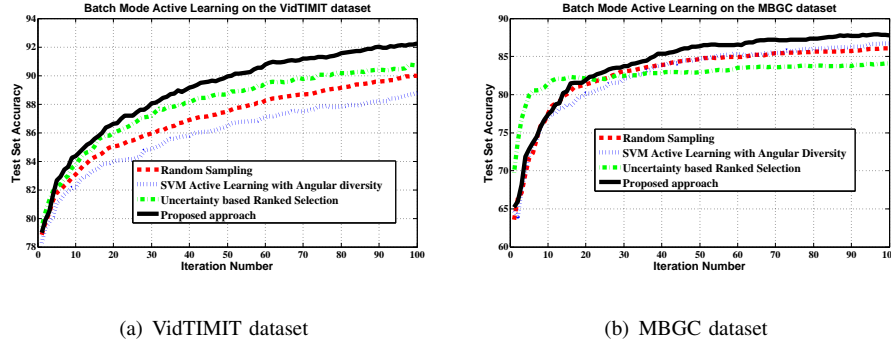 Batch Mode Active Learning on the VidTIMIT dataset
Test Set Accuracy
94
92
90
88
86
84
82
80
78
0 10 20 30 40 50 60 70 80 90 100
Iteration Number
Random Sampling
SVM Active Learning with Angular diversity
Uncertainty based Ranked Selection
Proposed approach
(a) VidTIMIT dataset
Batch Mode Active Learning on the MBGC dataset
Test Set Accuracy
90
85
80
75
70
65
60
0 10 20 30 40 50 60 70 80 90 100
Iteration Number
Random Sampling
SVM Active Learning with Angular Diversity
Uncertainty based Ranked Selection
Proposed approach
(b) MBGC dataset